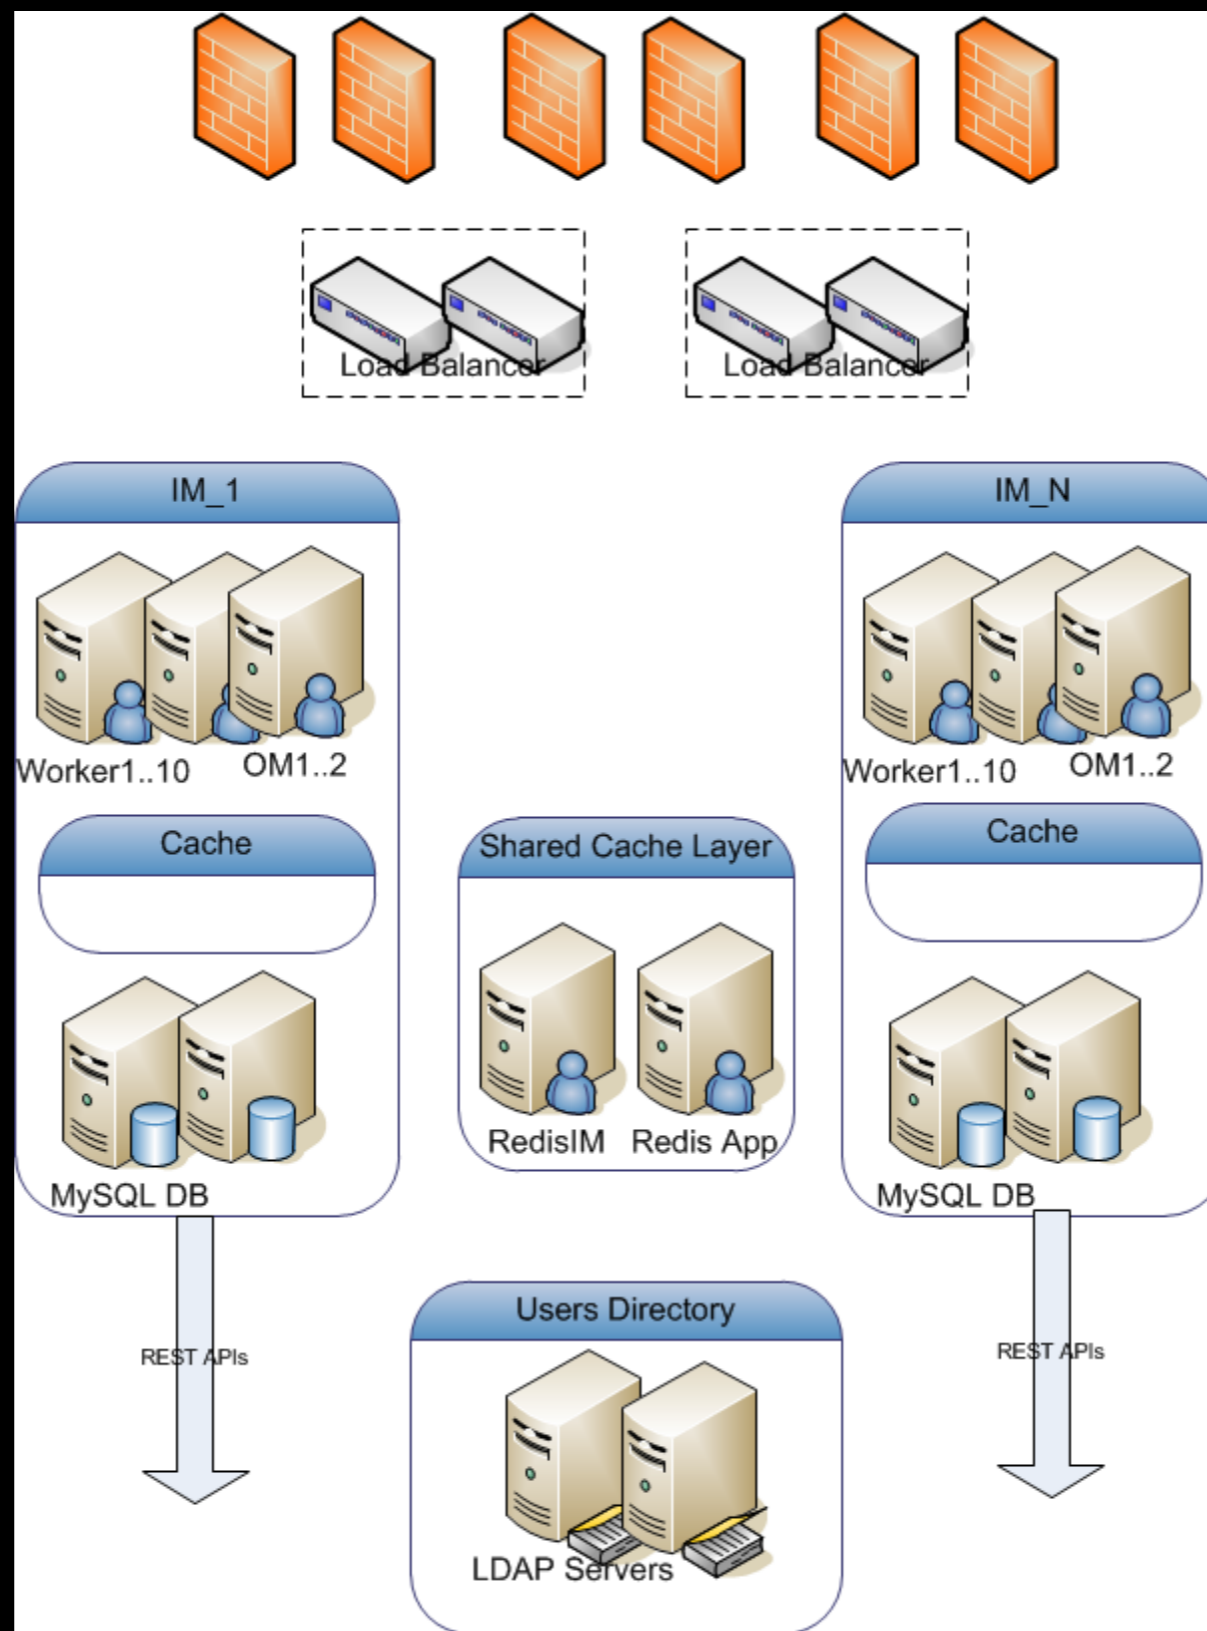 Load Balancer
Load Balancer
IM_1
IM_N
Worker1..10
OM1..2
Worker1..10
OM1..2
Cache
Shared Cache Layer
Cache
RedisIM
Redis App
MySQL DB
MySQL DB
Users Directory
REST APIs
REST APIs
LDAP Servers